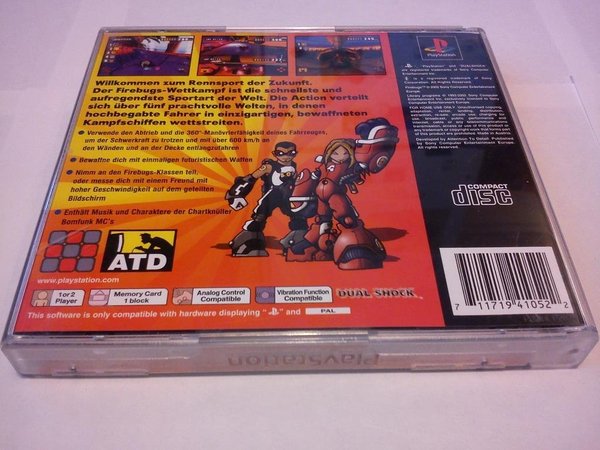 Willkommen zum Rennsport der Zukunft.
Der Firebugs-Wettkampf ist die schnellste und
aufregendste Sportart der Welt. Die Action verteilt
sich über fünf prachtvolle Welten, in denen
hochbegabte Fahrer in einzigartigen, bewaffneten
Kampfschiffen wettstreiten.
Verwende den Abtrieb und die 360°-Manövrierfähigkeit deines Fahrzeuges,
um der Schwerkraft zu trotzen und mit über 600 km/h an
den Wänden und an der Decke entlangzufahren
Bewaffne dich mit einmaligen futuristischen Waffen
Nimm an den Firebugs-Klassen teil,
oder messe dich mit einem Freund mit
hoher Geschwindigkeit auf dem geteilten
Bildschirm
Enthält Musik und Charaktere der Chartknüller
Bomfunk MC's
ATD
www.playstation.com
1 or 2
Player
Memory Card
1 block
Analog Control
Compatible
Vibration Function
Compatible
DUAL SHOCK
This software is only compatible with hardware displaying " " and PAL
PlayStation
COMPACT
disc
7 11719 41052 2
PlayStation